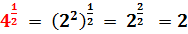 4^{1/2} = (2^2)^{1/2} = 2^{2/2} = 2